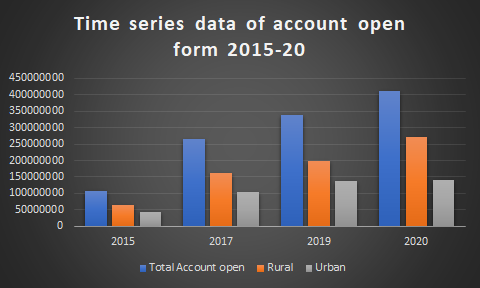 Time series data of account open
form 2015-20
450000000
400000000
350000000
300000000
250000000
200000000
150000000
100000000
50000000
0
2015 2017 2019 2020
Total Account open Rural Urban